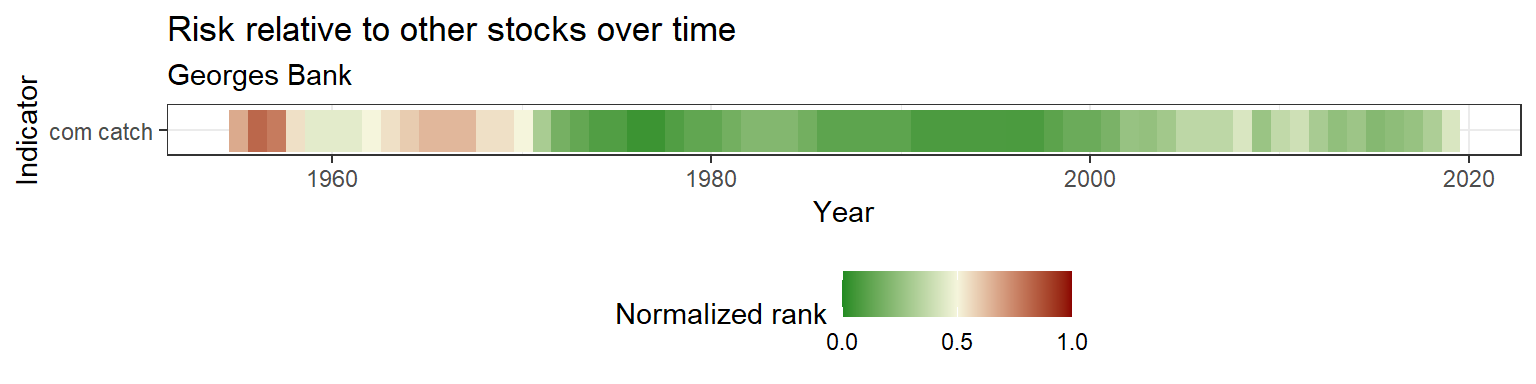 Risk relative to other stocks over time
Georges Bank
Indicator
com catch
1960 1980 2000 2020
Year
Normalized rank
0.0 0.5 1.0